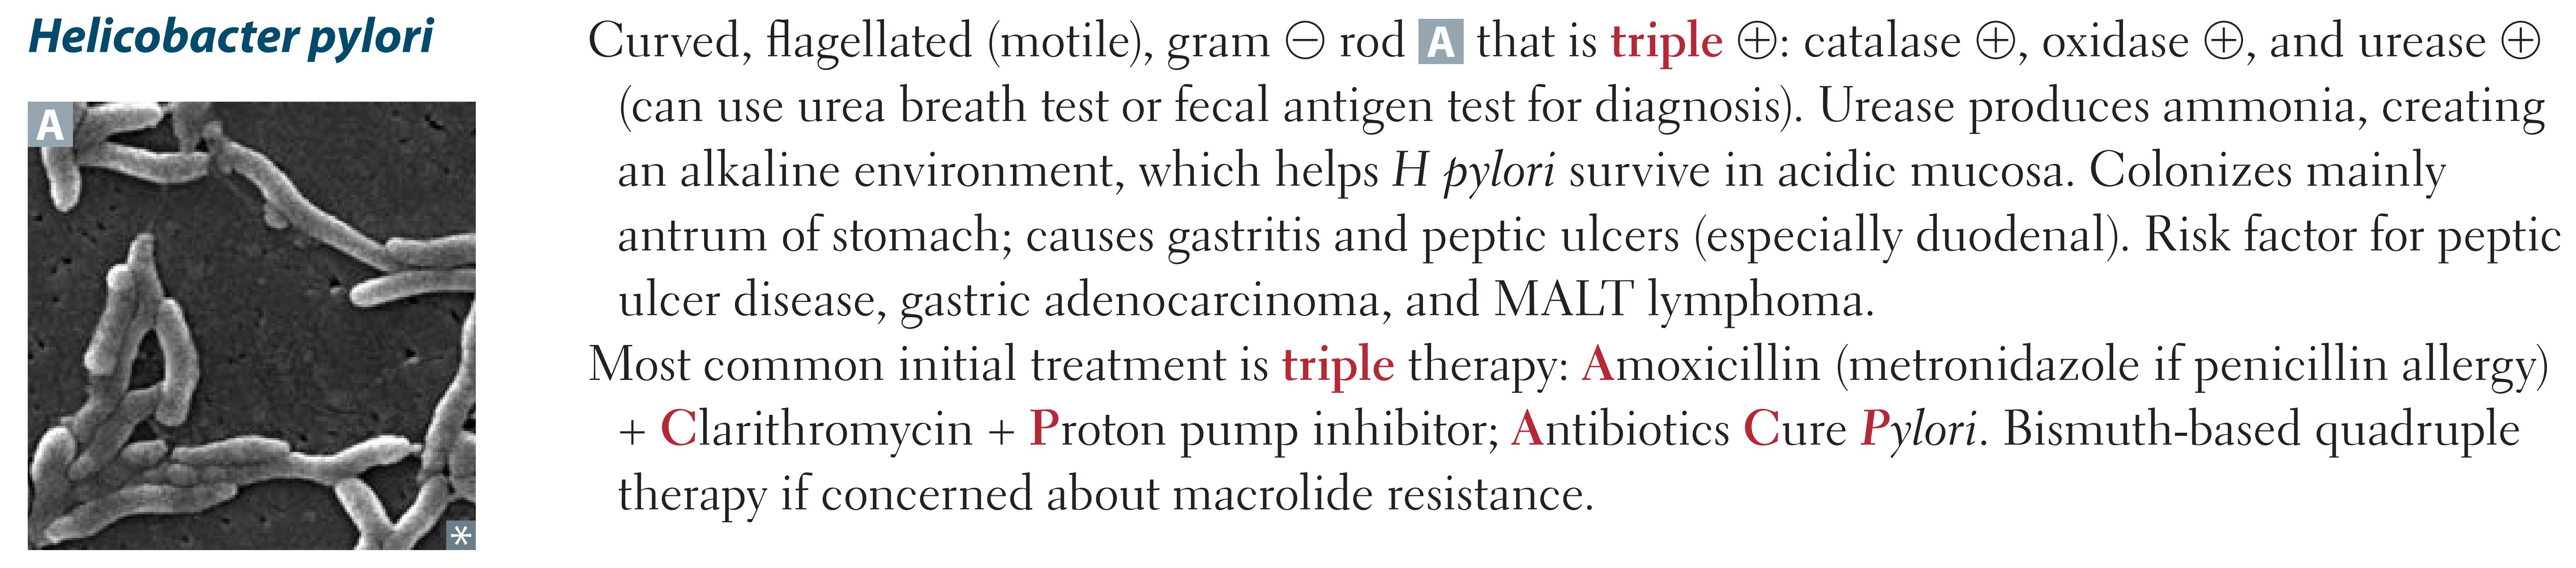 Helicobacter pylori
A
*
Curved, flagellated (motile), gram ⊖ rod A that is triple ⊕: catalase ⊕, oxidase ⊕, and urease ⊕
(can use urea breath test or fecal antigen test for diagnosis). Urease produces ammonia, creating
an alkaline environment, which helps H pylori survive in acidic mucosa. Colonizes mainly
antrum of stomach; causes gastritis and peptic ulcers (especially duodenal). Risk factor for peptic
ulcer disease, gastric adenocarcinoma, and MALT lymphoma.
Most common initial treatment is triple therapy: Amoxicillin (metronidazole if penicillin allergy)
+ Clarithromycin + Proton pump inhibitor; Antibiotics Cure Pylori. Bismuth-based quadruple
therapy if concerned about macrolide resistance.